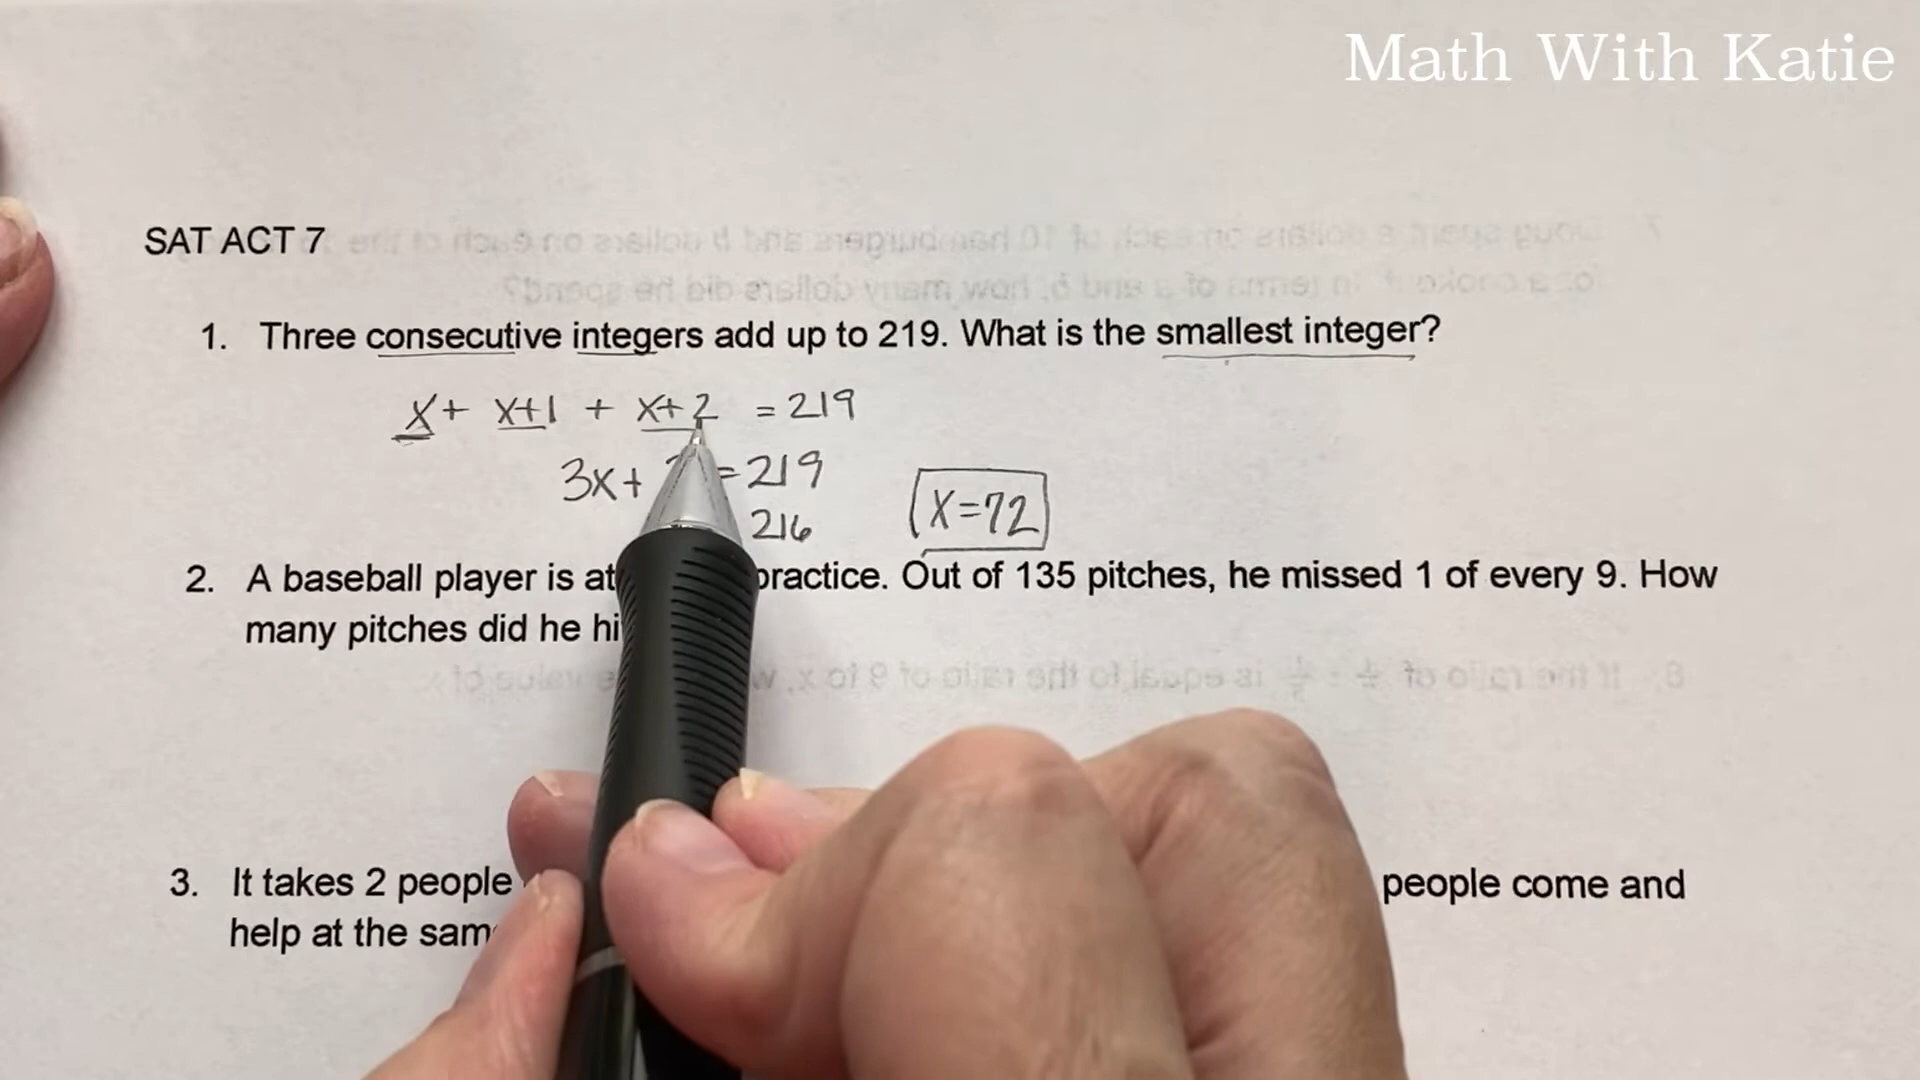 Math With Katie
SAT ACT 7
1. Three consecutive integers add up to 219. What is the smallest integer?
x + x+1 + x+2 = 219
3x + = 219
216
x=72
2. A baseball player is at practice. Out of 135 pitches, he missed 1 of every 9. How
many pitches did he
3. It takes 2 people people come and
help at the